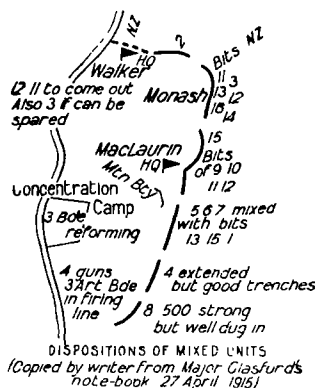 NZ
2
HQ
Walker
Bits NZ
11 3
13 12
16
14
Monash
12 11 to come out
Also 3 if can be
spared
15
MacLaurin
HQ
Bits
of 9 10
11 12
Mtn Bty
Concentration
Camp
3 Bde
reforming
5 6 7 mixed
with bits
13 15 1
4 guns
3 Art Bde
in firing
line
4 extended
but good trenches
8 500 strong
but well dug in
DISPOSITIONS OF MIXED UNITS
(Copied by writer from Major Glasfurd's
note-book 27 April 1915)